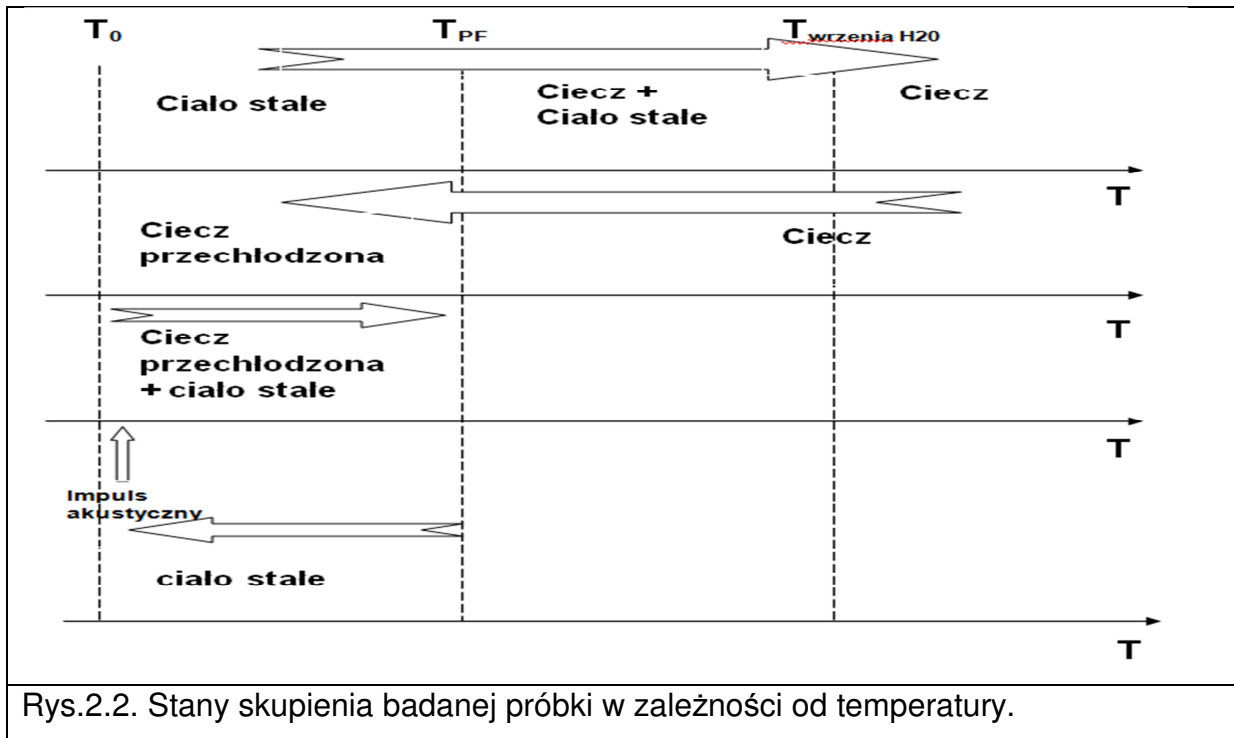 T₀ T_PF T_wrzenia H20
Ciało stałe
Ciecz +
Ciało stałe
Ciecz
T
Ciecz
przechłodzona
Ciecz
T
Ciecz
przechłodzona
+ ciało stałe
T
Impuls
akustyczny
ciało stałe
T
Rys.2.2. Stany skupienia badanej próbki w zależności od temperatury.